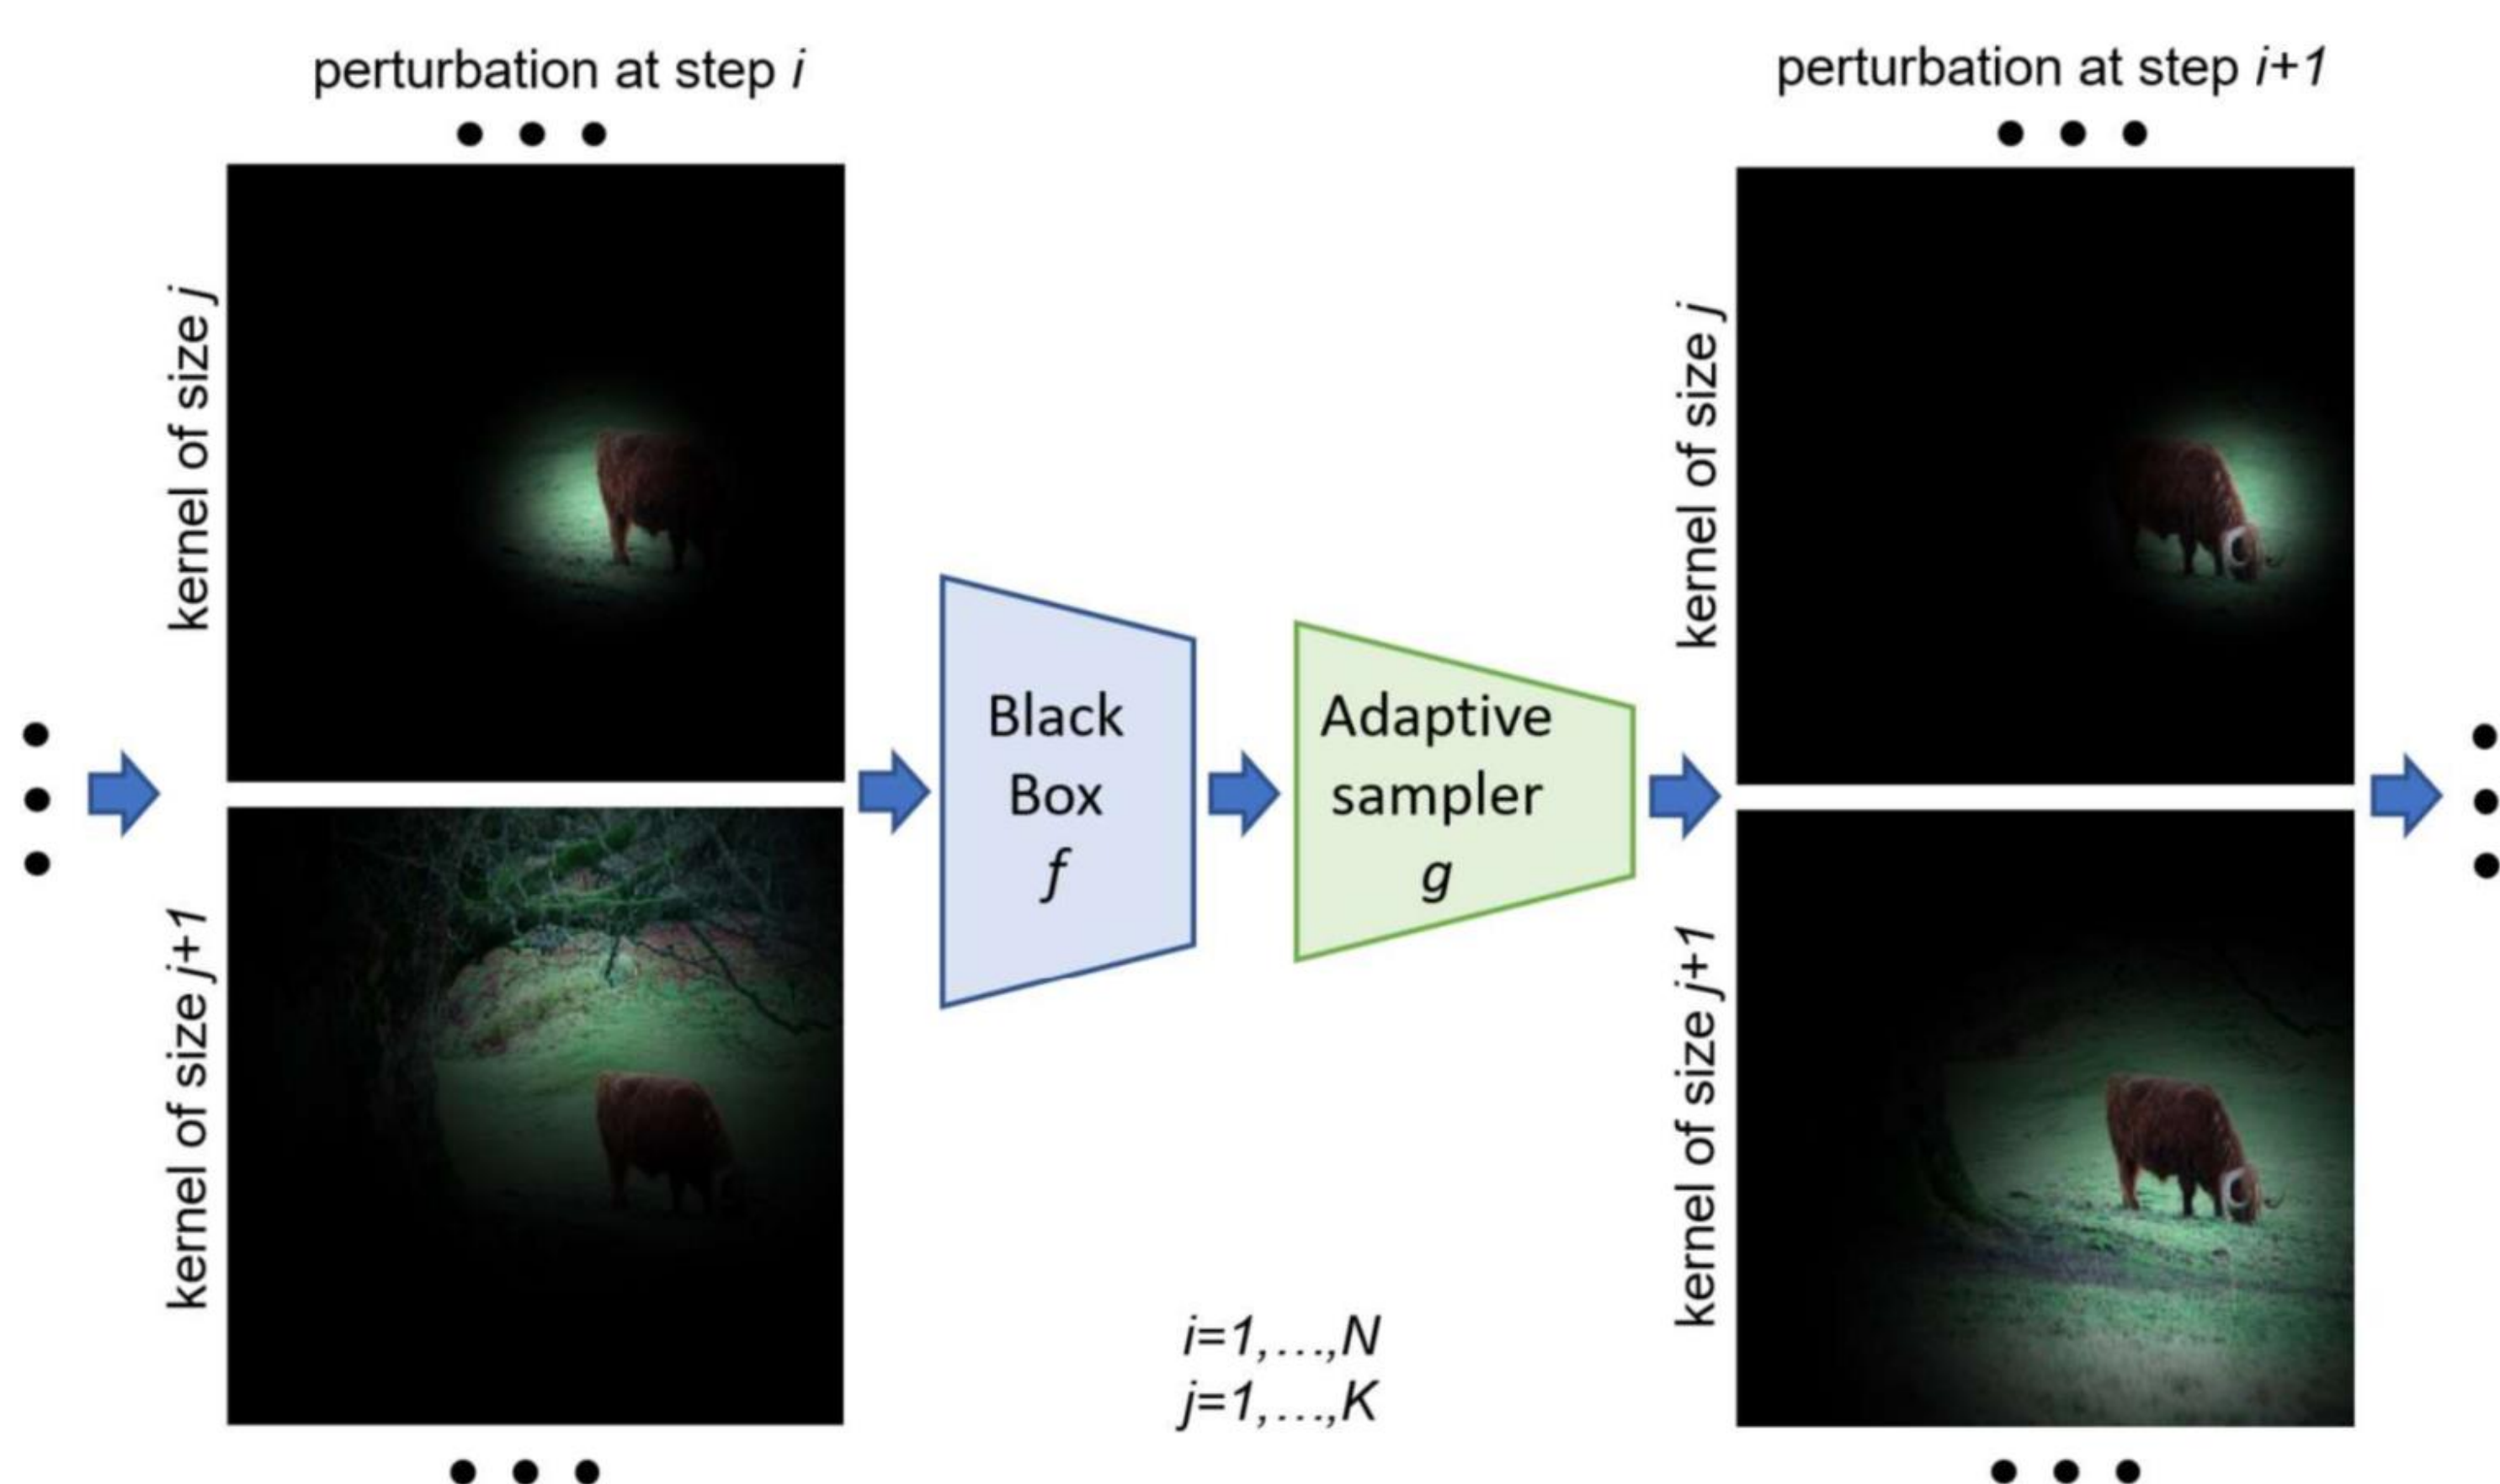 perturbation at step i
perturbation at step i+1
kernel of size j
kernel of size j
Black
Box
f
Adaptive
sampler
g
kernel of size j+1
kernel of size j+1
i=1,...,N
j=1,...,K